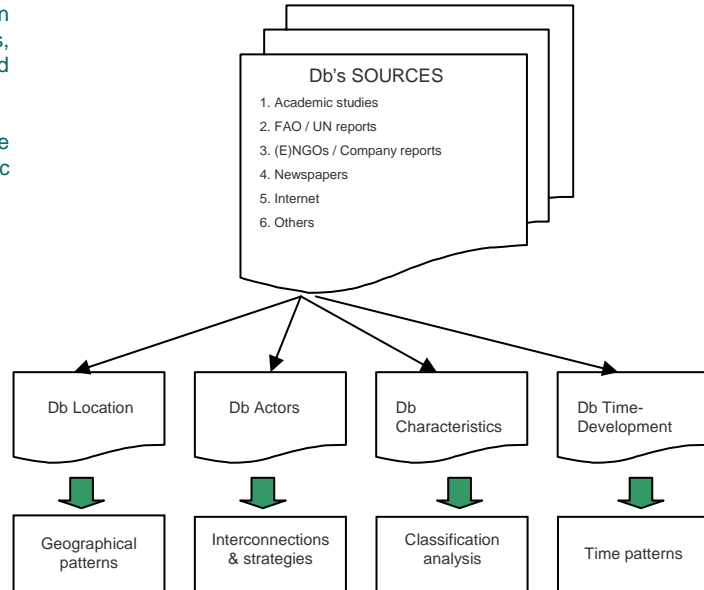 n
s,
d
e
c
Db's SOURCES
1. Academic studies
2. FAO / UN reports
3. (E)NGOs / Company reports
4. Newspapers
5. Internet
6. Others
Db Location
Db Actors
Db
Characteristics
Db Time-
Development
Geographical
patterns
Interconnections
& strategies
Classification
analysis
Time patterns